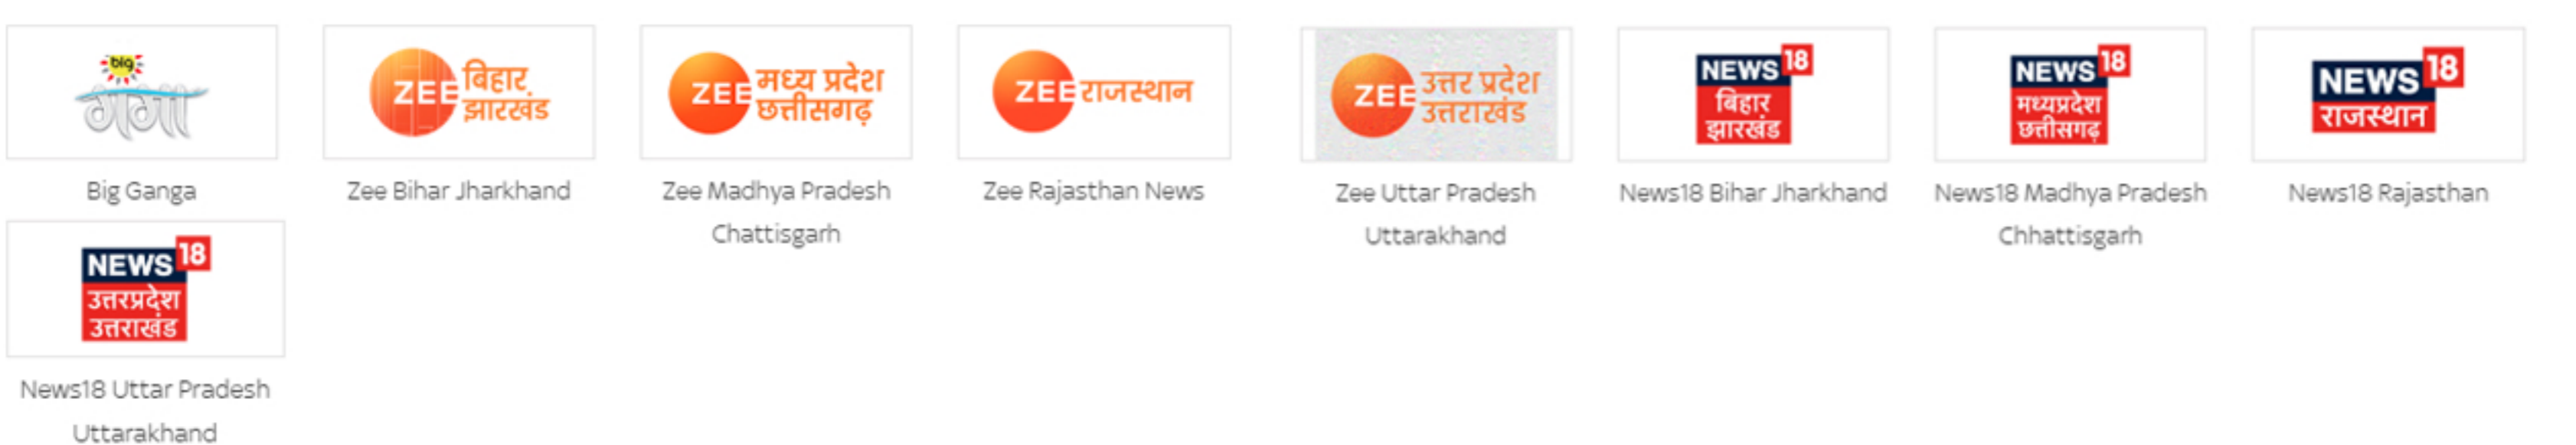 big
गंगा
Big Ganga
ZEE बिहार
झारखंड
Zee Bihar Jharkhand
ZEE मध्य प्रदेश
छत्तीसगढ़
Zee Madhya Pradesh
Chattisgarh
ZEE राजस्थान
Zee Rajasthan News
ZEE उत्तर प्रदेश
उत्तराखंड
Zee Uttar Pradesh
Uttarakhand
NEWS 18
बिहार
झारखंड
News18 Bihar Jharkhand
NEWS 18
मध्यप्रदेश
छत्तीसगढ़
News18 Madhya Pradesh
Chhattisgarh
NEWS 18
राजस्थान
News18 Rajasthan
NEWS 18
उत्तरप्रदेश
उत्तराखंड
News18 Uttar Pradesh
Uttarakhand